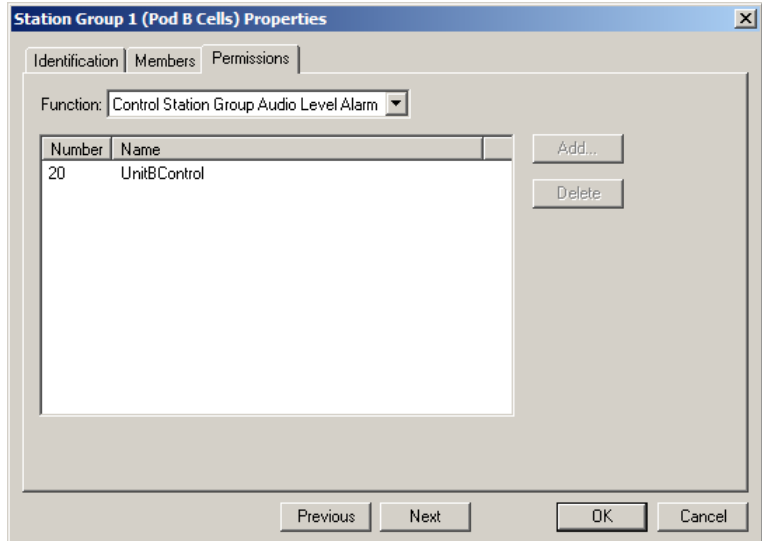 Station Group 1 (Pod B Cells) Properties
Identification Members Permissions
Function: Control Station Group Audio Level Alarm
Number Name
20 UnitBControl
Add...
Delete
Previous Next OK Cancel